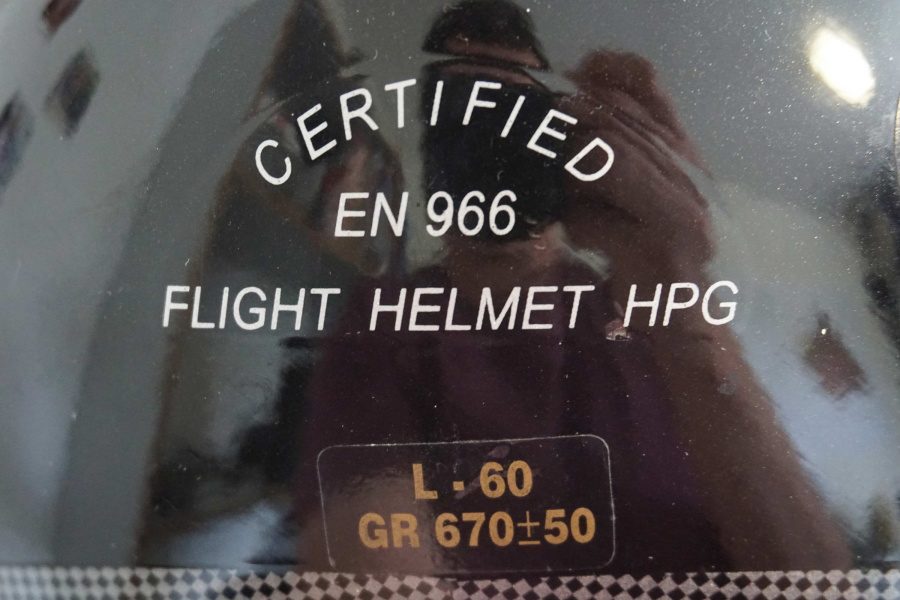 CERTIFIED
EN 966
FLIGHT HELMET HPG
L - 60
GR 670±50